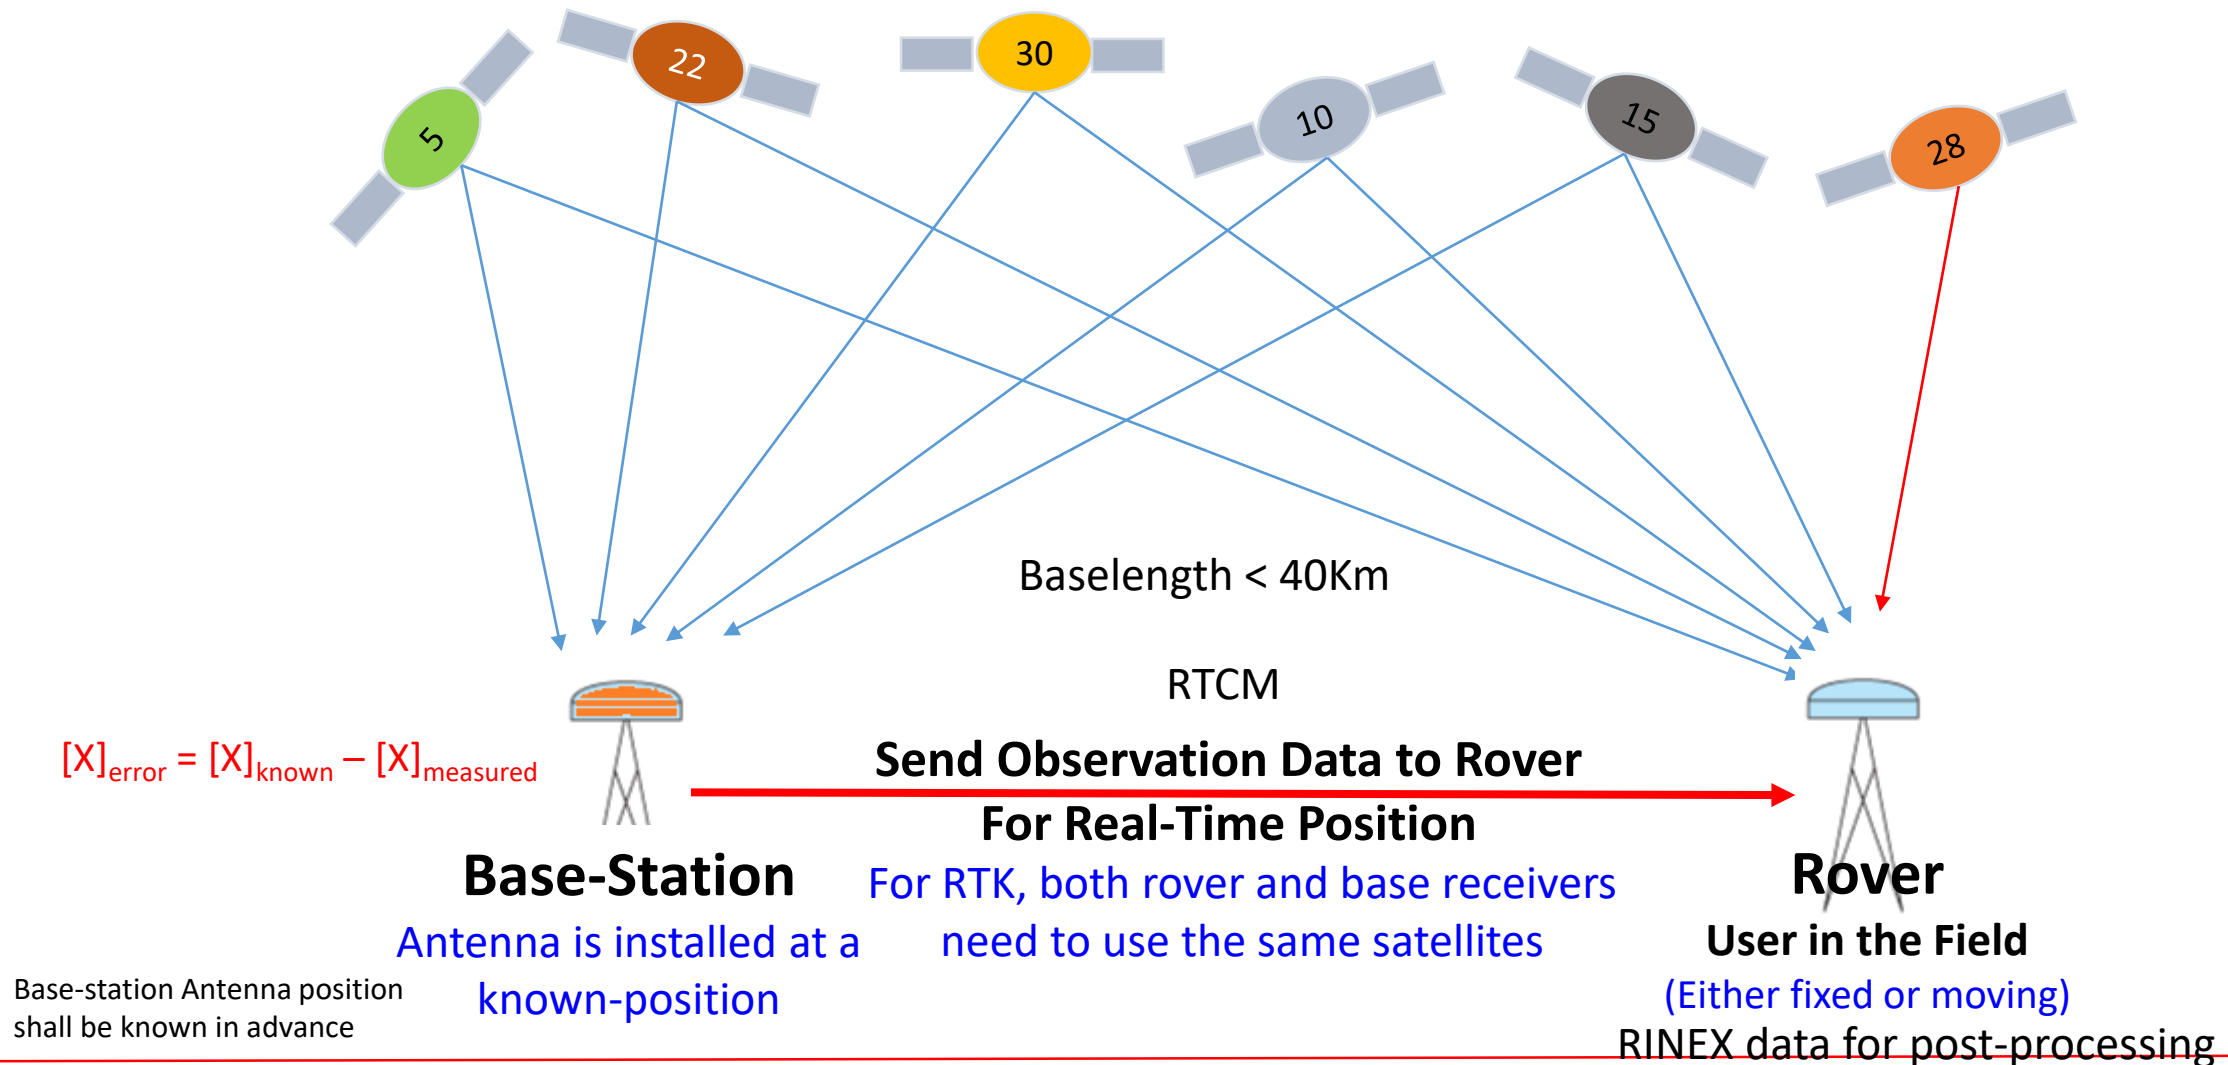 5
22
30
10
15
28
Baselength < 40Km
RTCM
[X]error = [X]known – [X]measured
Send Observation Data to Rover
For Real-Time Position
Base-Station
Antenna is installed at a
known-position
For RTK, both rover and base receivers
need to use the same satellites
Rover
User in the Field
(Either fixed or moving)
RINEX data for post-processing
Base-station Antenna position
shall be known in advance